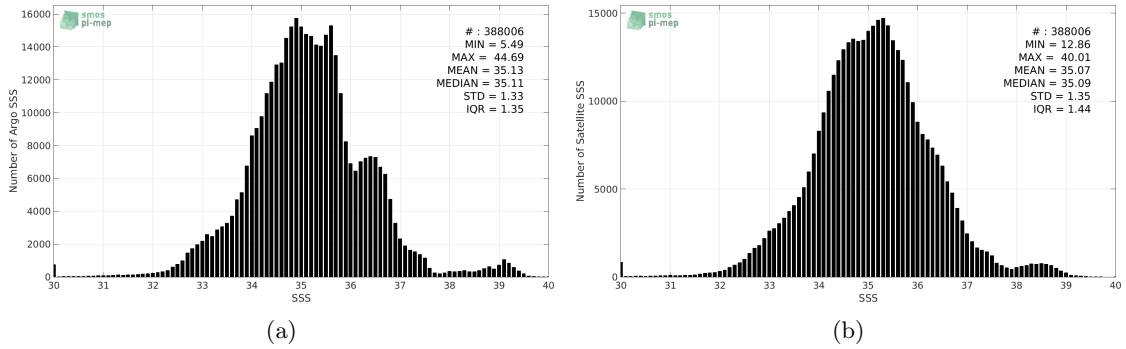 smos
pi-mep
# : 388006
MIN = 5.49
MAX = 44.69
MEAN = 35.13
MEDIAN = 35.11
STD = 1.33
IQR = 1.35
Number of Argo SSS
16000
14000
12000
10000
8000
6000
4000
2000
0
30 31 32 33 34 35 36 37 38 39 40
SSS
(a)
smos
pi-mep
# : 388006
MIN = 12.86
MAX = 40.01
MEAN = 35.07
MEDIAN = 35.09
STD = 1.35
IQR = 1.44
Number of Satellite SSS
15000
10000
5000
0
30 31 32 33 34 35 36 37 38 39 40
SSS
(b)